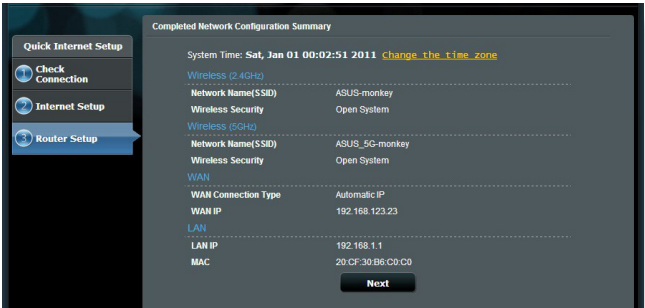 Completed Network Configuration Summary
Quick Internet Setup
1 Check Connection
2 Internet Setup
3 Router Setup
System Time: Sat, Jan 01 00:02:51 2011 Change the time zone
Wireless (2.4GHz)
Network Name(SSID) ASUS-monkey
Wireless Security Open System
Wireless (5GHz)
Network Name(SSID) ASUS_5G-monkey
Wireless Security Open System
WAN
WAN Connection Type Automatic IP
WAN IP 192.168.123.23
LAN
LAN IP 192.168.1.1
MAC 20:CF:30:B6:C0:C0
Next